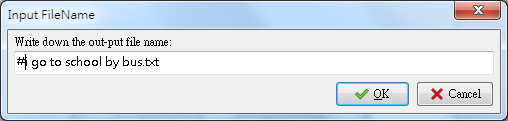 Input FileName
Write down the out-put file name:
#i go to school by bus.txt
OK
Cancel